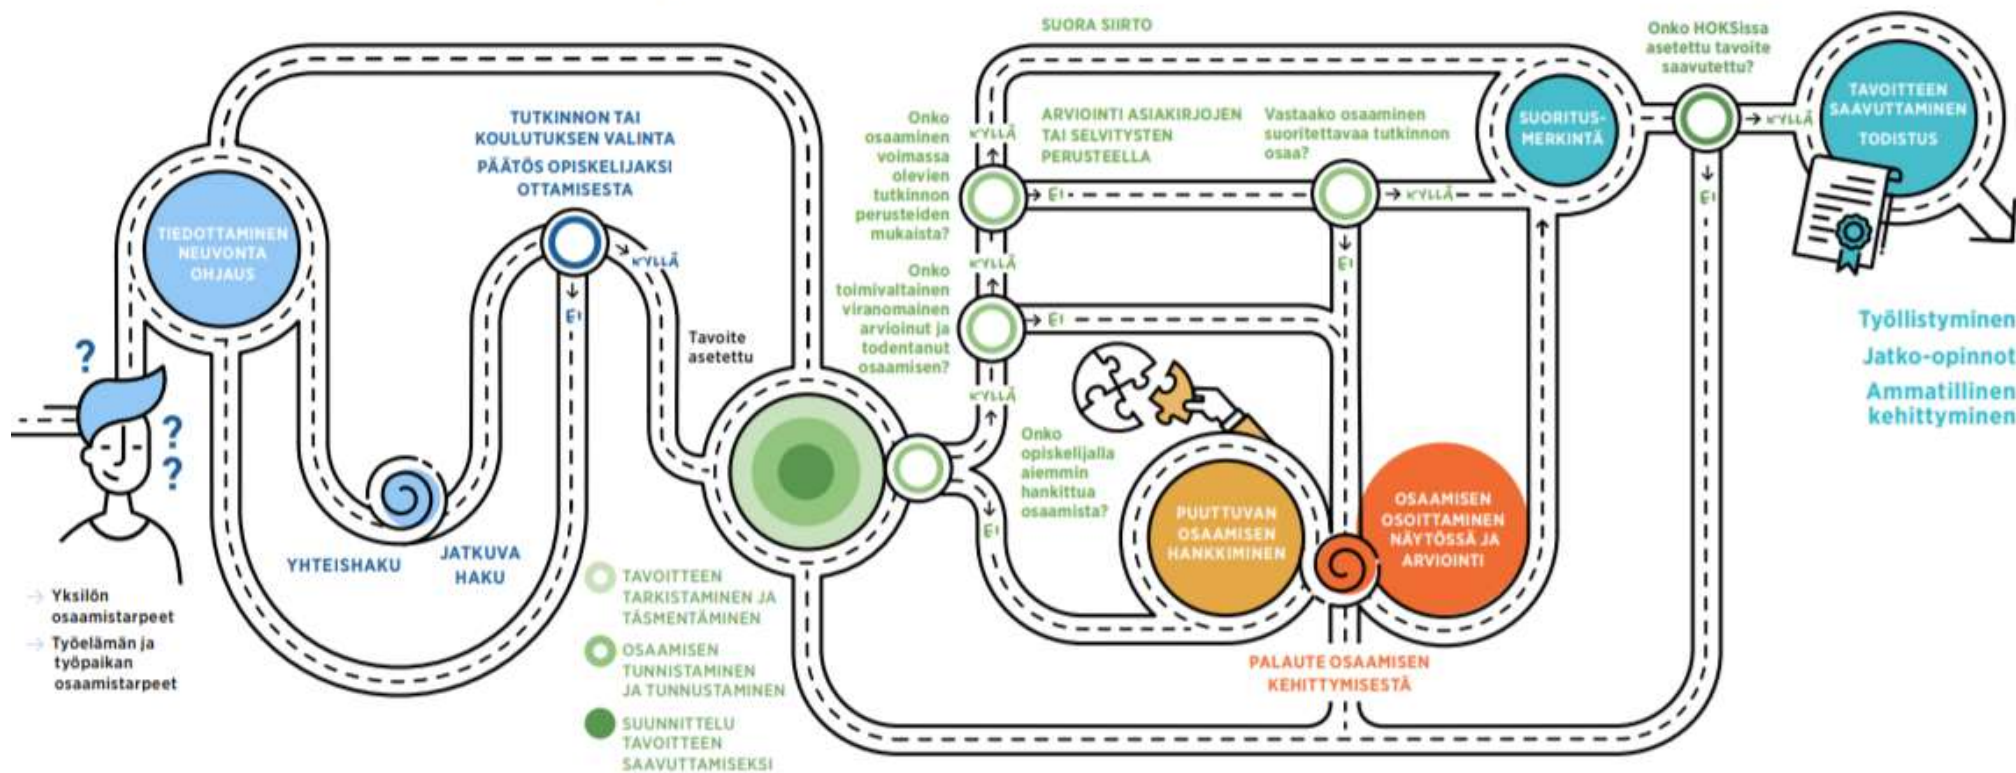 ?
?
?
→ Yksilön
osaamistarpeet
→ Työelämän ja
työpaikan
osaamistarpeet
TIEDOTTAMINEN
NEUVONTA
OHJAUS
YHTEISHAKU
JATKUVA
HAKU
TUTKINNON TAI
KOULUTUKSEN VALINTA
PÄÄTÖS OPISKELIJAKSI
OTTAMISESTA
→ KYLLÄ
→ EI
Tavoite
asetettu
TAVOITTEEN
TARKISTAMINEN JA
TÄSMENTÄMINEN
OSAAMISEN
TUNNISTAMINEN
JA TUNNUSTAMINEN
SUUNNITTELU
TAVOITTEEN
SAAVUTTAMISEKSI
Onko
opiskelijalla
aiemmin
hankittua
osaamista?
KYLLÄ →
→ EI
Onko
toimivaltainen
viranomainen
arvioinut ja
todentanut
osaamisen?
KYLLÄ →
→ EI
Onko
osaaminen
voimassa
olevien
tutkinnon
perusteiden
mukaista?
KYLLÄ →
→ EI
SUORA SIIRTO
ARVIOINTI ASIAKIRJOJEN
TAI SELVITYSTEN
PERUSTEELLA
Vastaako osaaminen
suoritettavaa tutkinnon
osaa?
→ KYLLÄ
→ EI
PUUTTUVAN
OSAAMISEN
HANKKIMINEN
OSAAMISEN
OSOITTAMINEN
NÄYTÖSSÄ JA
ARVIOINTI
PALAUTE OSAAMISEN
KEHITTYMISESTÄ
SUORITUS-
MERKINTÄ
Onko HOKSissa
asetettu tavoite
saavutettu?
→ KYLLÄ
→ EI
TAVOITTEEN
SAAVUTTAMINEN
TODISTUS
Työllistyminen
Jatko-opinnot
Ammatillinen
kehittyminen